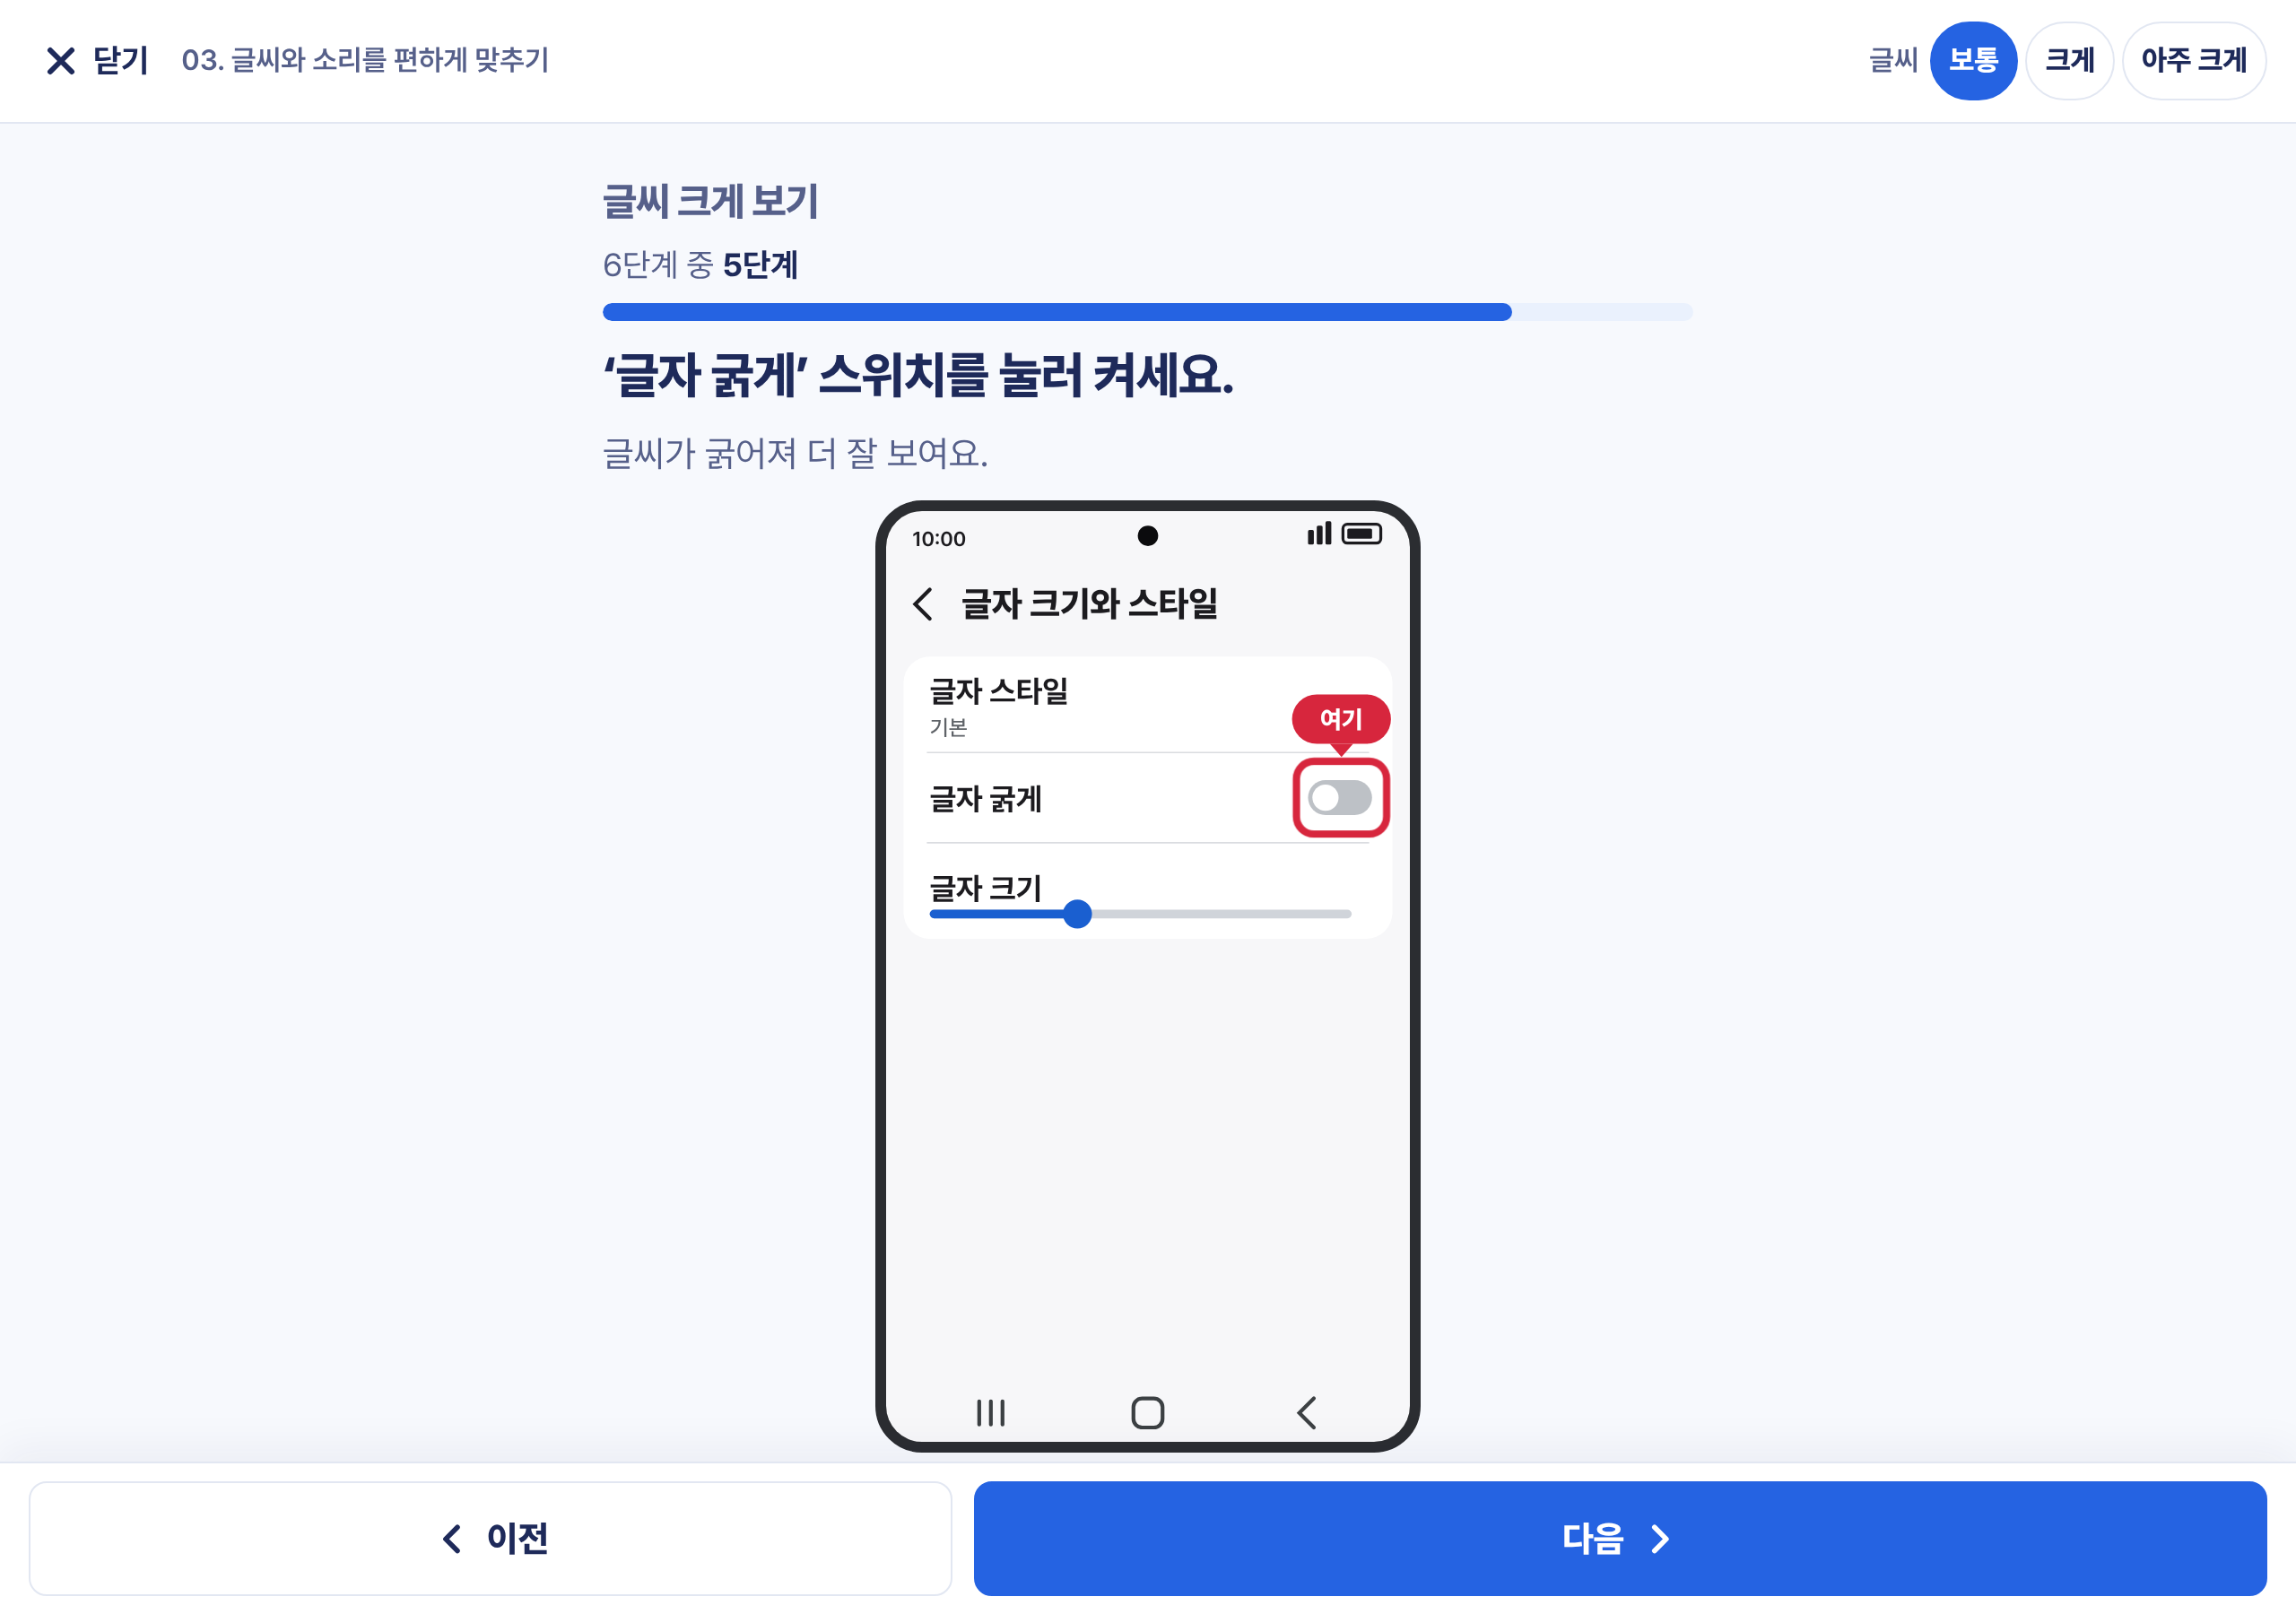 닫기 03. 글씨와 소리를 편하게 맞추기 글씨 보통 크게 아주 크게
글씨 크게 보기
6단계 중 5단계
‘글자 굵게’ 스위치를 눌러 켜세요.
글씨가 굵어져 더 잘 보여요.
10:00
글자 크기와 스타일
글자 스타일
기본
여기
글자 굵게
글자 크기
이전 다음